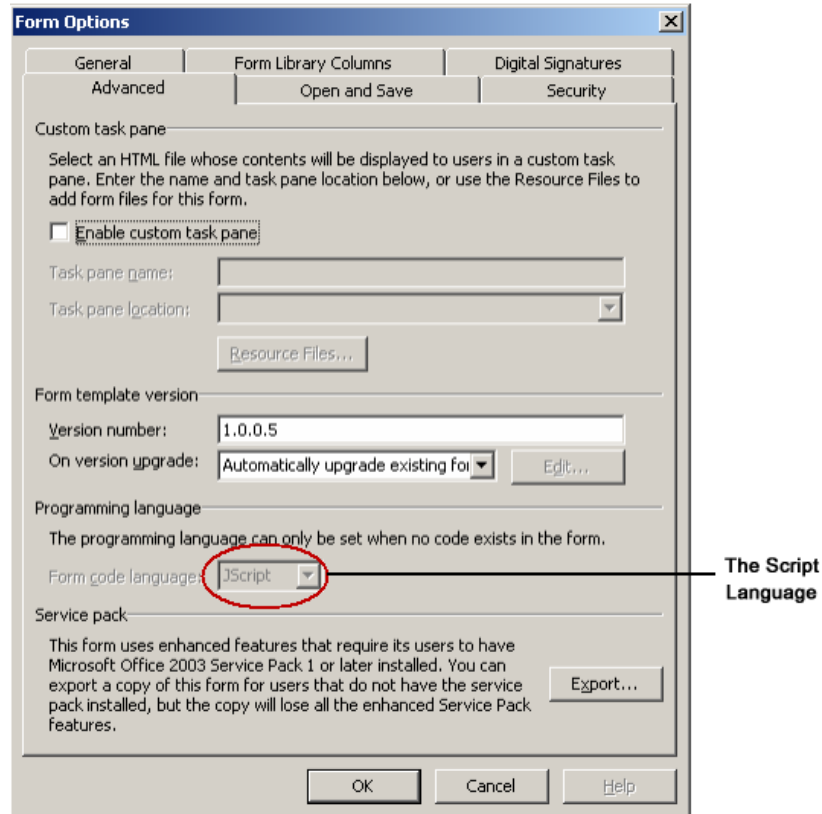 Form Options
General
Form Library Columns
Digital Signatures
Advanced
Open and Save
Security
Custom task pane
Select an HTML file whose contents will be displayed to users in a custom task
pane. Enter the name and task pane location below, or use the Resource Files to
add form files for this form.
Enable custom task pane
Task pane name:
Task pane location:
Resource Files...
Form template version
Version number:
1.0.0.5
On version upgrade:
Automatically upgrade existing for
Edit...
Programming language
The programming language can only be set when no code exists in the form.
Form code language:
JScript
The Script
Language
Service pack
This form uses enhanced features that require its users to have
Microsoft Office 2003 Service Pack 1 or later installed. You can
export a copy of this form for users that do not have the service
pack installed, but the copy will lose all the enhanced Service Pack
features.
Export...
OK
Cancel
Help